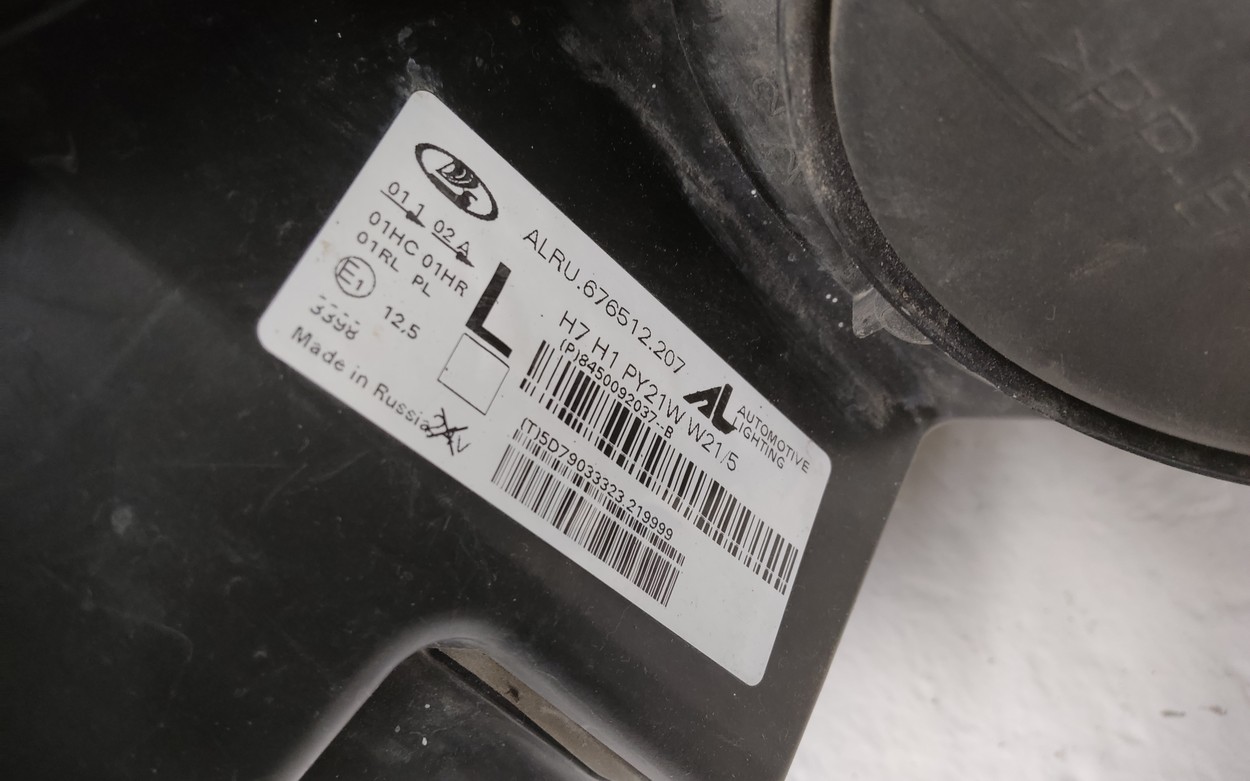 01 1 02 A
01HC 01HR
01RL PL
E1
3398
12,5
Made in Russia
L
ALRU.676512.207
H7 H1 PY21W W21/5
(P)8450092037-B
AL AUTOMOTIVE
LIGHTING
(T)5D79033323 219999
>PP-E